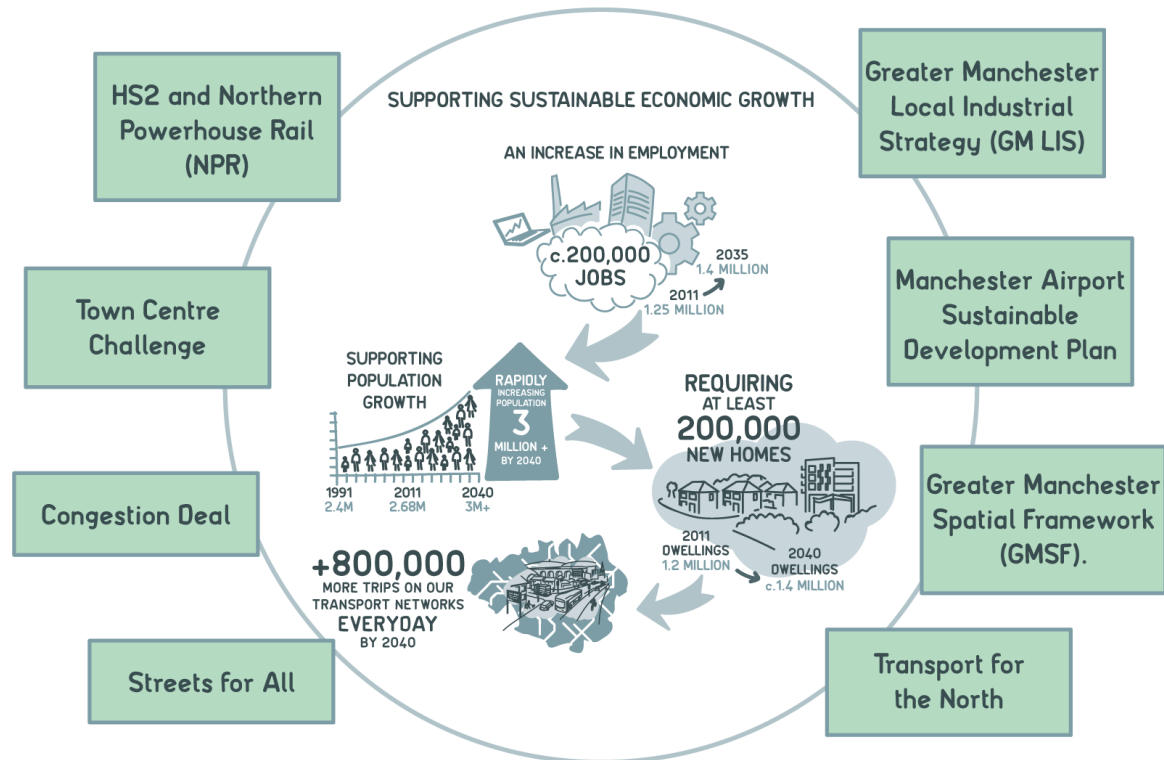 HS2 and Northern
Powerhouse Rail
(NPR)
Town Centre
Challenge
Congestion Deal
Streets for All
SUPPORTING SUSTAINABLE ECONOMIC GROWTH
AN INCREASE IN EMPLOYMENT
c.200,000
JOBS
2035
1.4 MILLION
2011
1.25 MILLION
SUPPORTING
POPULATION
GROWTH
1991
2.4M
2011
2.68M
2040
3M+
RAPIDLY
INCREASING
POPULATION
3
MILLION +
BY 2040
REQUIRING
AT LEAST
200,000
NEW HOMES
2011
DWELLINGS
1.2 MILLION
2040
DWELLINGS
c.1.4 MILLION
+800,000
MORE TRIPS ON OUR
TRANSPORT NETWORKS
EVERYDAY
BY 2040
Greater Manchester
Local Industrial
Strategy (GM LIS)
Manchester Airport
Sustainable
Development Plan
Greater Manchester
Spatial Framework
(GMSF).
Transport for
the North